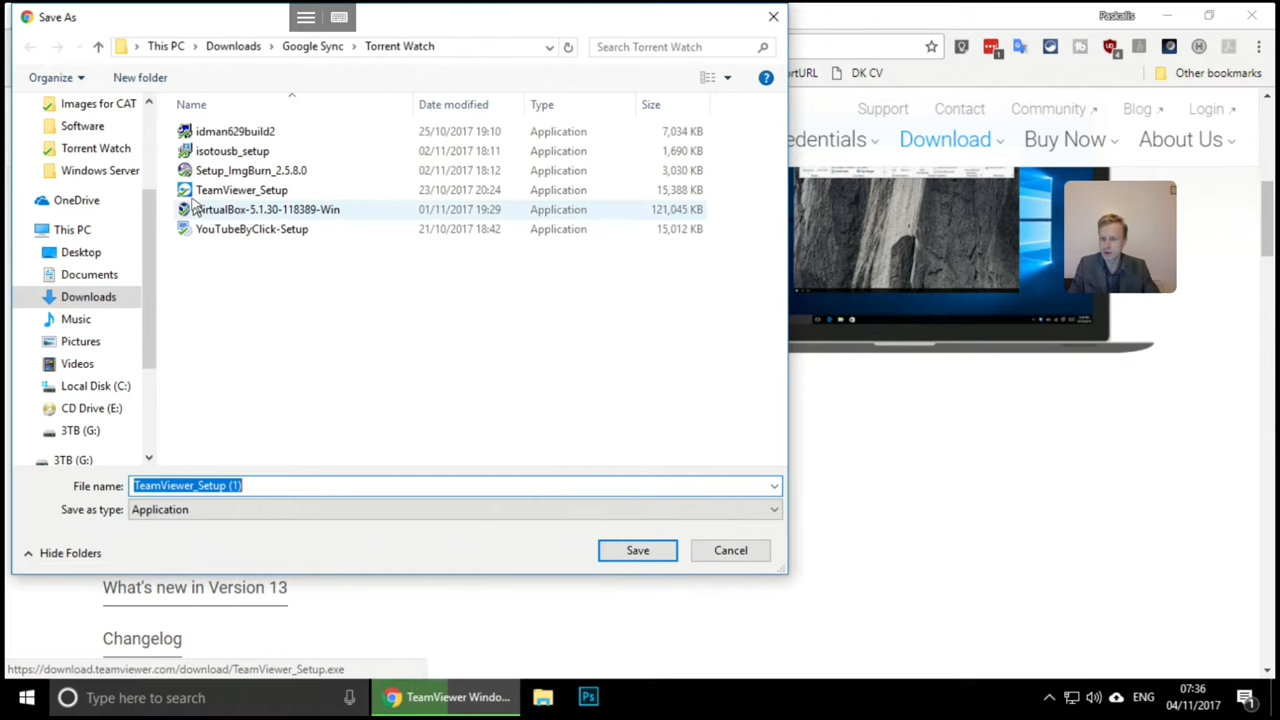 Save As
Paskalis
This PC
Downloads
Google Sync
Torrent Watch
Search Torrent Watch
Organize
New folder
ortURL
DK CV
Other bookmarks
Images for CAT
Software
Torrent Watch
Windows Server
OneDrive
This PC
Desktop
Documents
Downloads
Music
Pictures
Videos
Local Disk (C:)
CD Drive (E:)
3TB (G:)
3TB (G:)
Name Date modified Type Size
idman629build2 25/10/2017 19:10 Application 7,034 KB
isotousb_setup 02/11/2017 18:11 Application 1,690 KB
Setup_ImgBurn_2.5.8.0 02/11/2017 18:12 Application 3,030 KB
TeamViewer_Setup 23/10/2017 20:24 Application 15,388 KB
VirtualBox-5.1.30-118389-Win 01/11/2017 19:29 Application 121,045 KB
YouTubeByClick-Setup 21/10/2017 18:42 Application 15,012 KB
Support Contact Community Blog Login
edentials Download Buy Now About Us
File name: TeamViewer_Setup (1)
Save as type: Application
Hide Folders
Save
Cancel
What's new in Version 13
Changelog
https://download.teamviewer.com/download/TeamViewer_Setup.exe
Type here to search
TeamViewer Windo...
Ps
ENG
07:36
04/11/2017
1